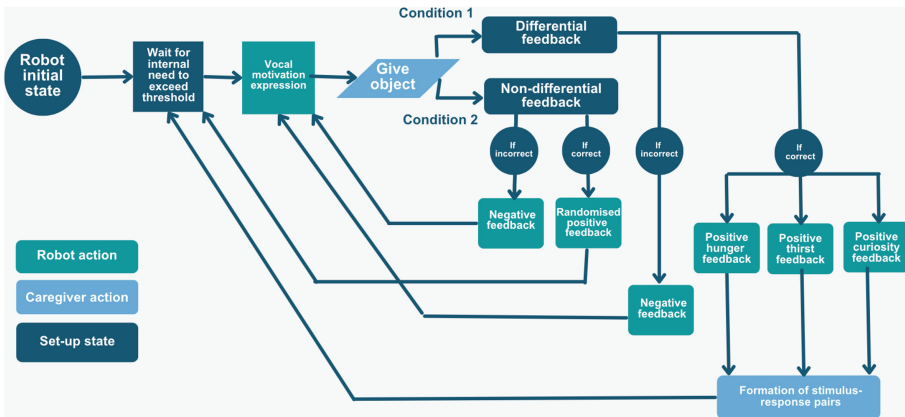 Condition 1
Differential
feedback
Robot
initial
state
Wait for
internal
need to
exceed
threshold
Vocal
motivation
expression
Give
object
Non-differential
feedback
Condition 2
If
incorrect
If
correct
If
incorrect
If
correct
Negative
feedback
Randomised
positive
feedback
Positive
hunger
feedback
Positive
thirst
feedback
Positive
curiosity
feedback
Robot action
Caregiver action
Set-up state
Negative
feedback
Formation of stimulus-
response pairs